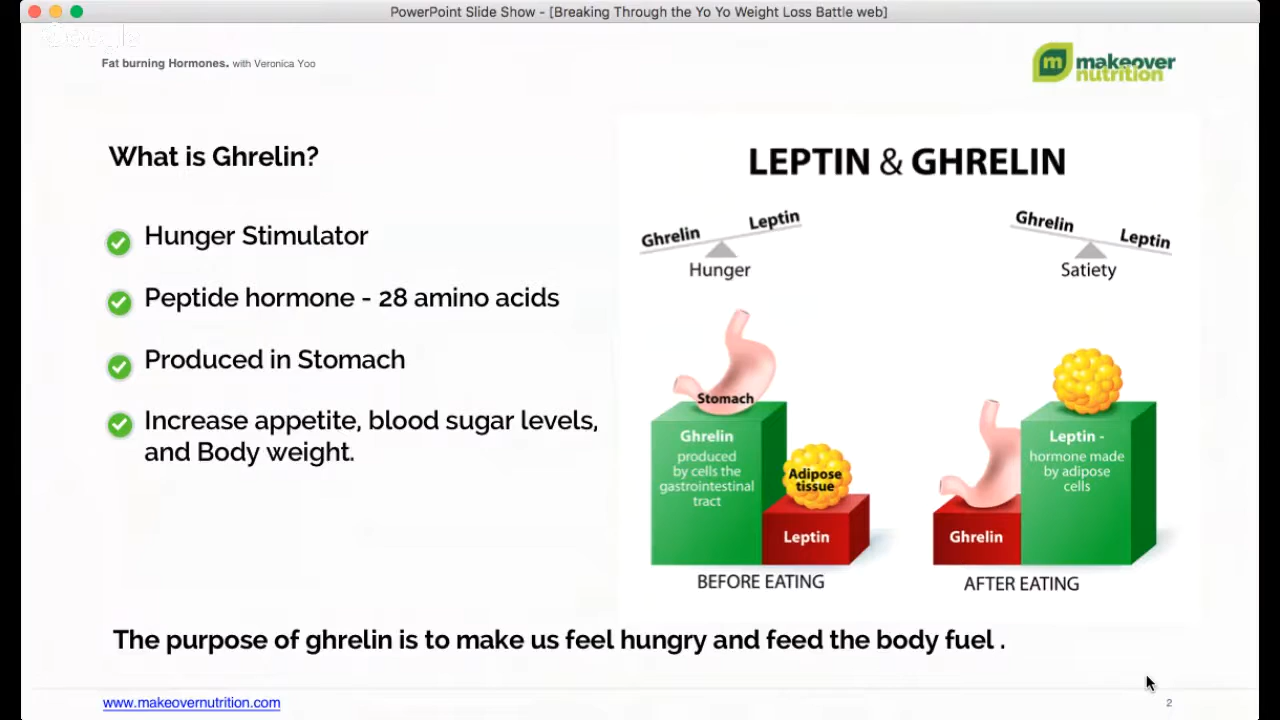 PowerPoint Slide Show - [Breaking Through the Yo Yo Weight Loss Battle web]
Google
Fat burning Hormones. with Veronica Yoo
m makeover
nutrition
What is Ghrelin?
Hunger Stimulator
Peptide hormone - 28 amino acids
Produced in Stomach
Increase appetite, blood sugar levels,
and Body weight.
LEPTIN & GHRELIN
Ghrelin Leptin
Hunger
Ghrelin Leptin
Satiety
Stomach
Ghrelin
produced
by cells the
gastrointestinal
tract
Adipose
tissue
Leptin
BEFORE EATING
Leptin -
hormone made
by adipose
cells
Ghrelin
AFTER EATING
The purpose of ghrelin is to make us feel hungry and feed the body fuel .
www.makeovernutrition.com
2